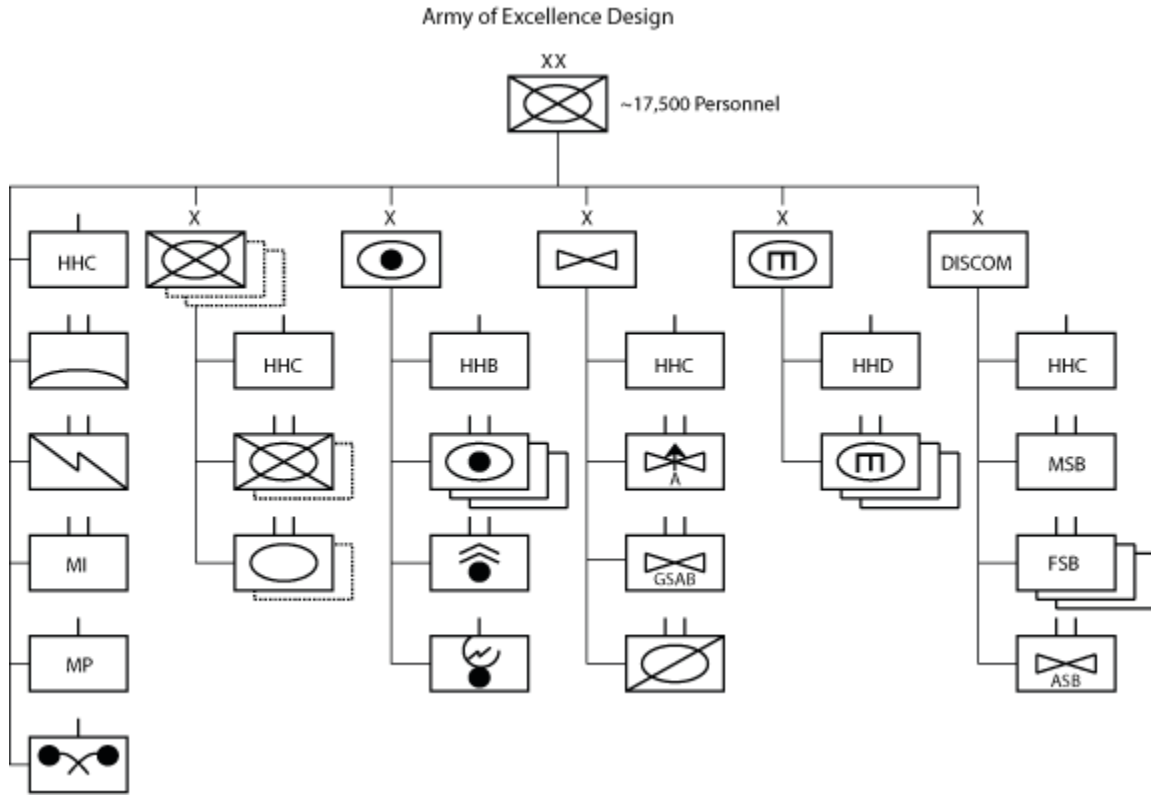 Army of Excellence Design
XX
~17,500 Personnel
X X X X X
HHC DISCOM
HHC HHB HHC HHD HHC
A MSB
MI GSAB FSB
MP ASB